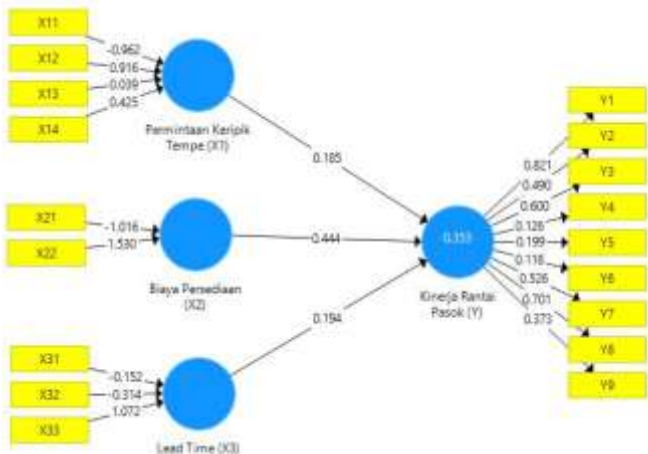 X11
X12
X13
X14
-0.962
0.916
0.039
0.425
Permintaan Keripik
Tempe (X1)
0.185
X21
X22
-1.016
1.530
Biaya Persediaan
(X2)
0.444
X31
X32
X33
-0.152
-0.314
1.072
Lead Time (X3)
0.194
0.353
Kinerja Rantai
Pasok (Y)
0.821
0.490
0.600
0.126
0.199
0.118
0.526
0.701
0.373
Y1
Y2
Y3
Y4
Y5
Y6
Y7
Y8
Y9